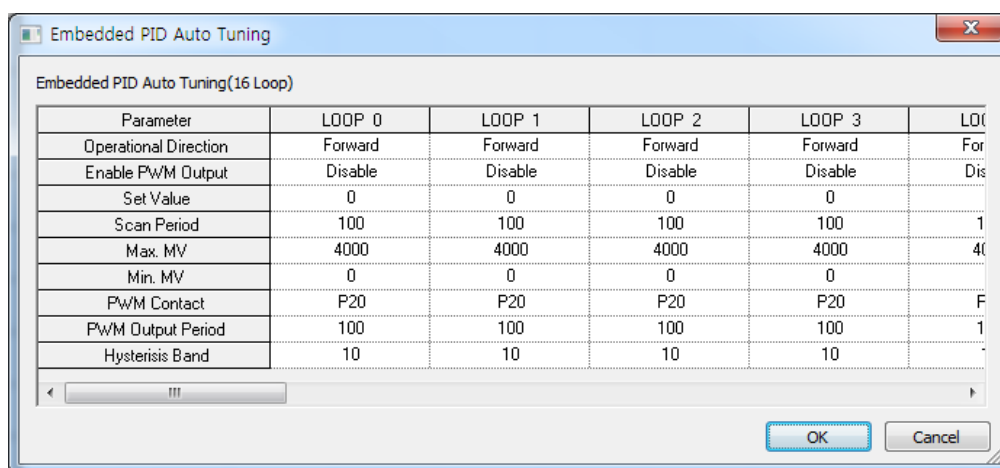 Embedded PID Auto Tuning
Embedded PID Auto Tuning(16 Loop)
Parameter LOOP 0 LOOP 1 LOOP 2 LOOP 3
Operational Direction Forward Forward Forward Forward
Enable PWM Output Disable Disable Disable Disable
Set Value 0 0 0 0
Scan Period 100 100 100 100
Max. MV 4000 4000 4000 4000
Min. MV 0 0 0 0
PWM Contact P20 P20 P20 P20
PWM Output Period 100 100 100 100
Hysterisis Band 10 10 10 10
OK Cancel